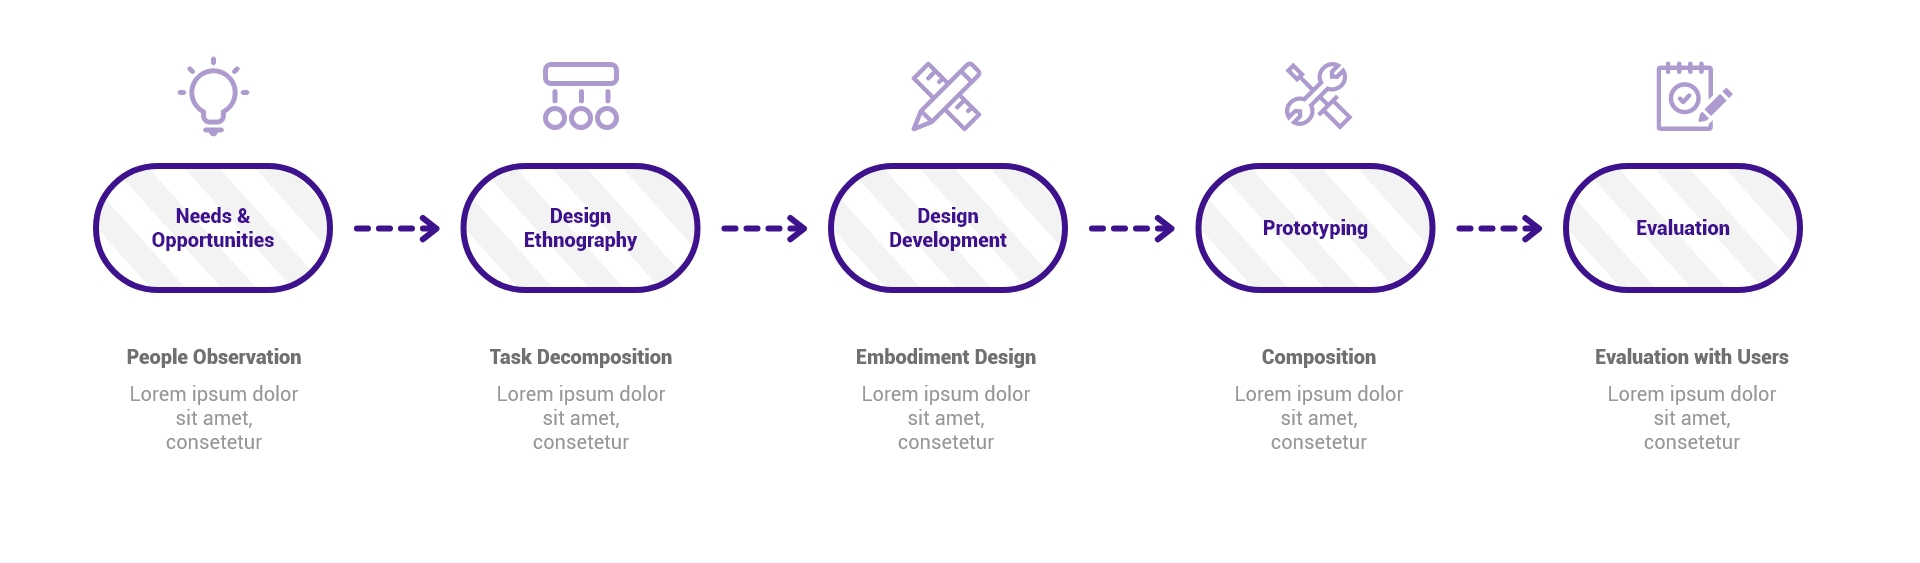 Needs &
Opportunities
Design
Ethnography
Design
Development
Prototyping
Evaluation
People Observation
Lorem ipsum dolor
sit amet,
consetetur
Task Decomposition
Lorem ipsum dolor
sit amet,
consetetur
Embodiment Design
Lorem ipsum dolor
sit amet,
consetetur
Composition
Lorem ipsum dolor
sit amet,
consetetur
Evaluation with Users
Lorem ipsum dolor
sit amet,
consetetur